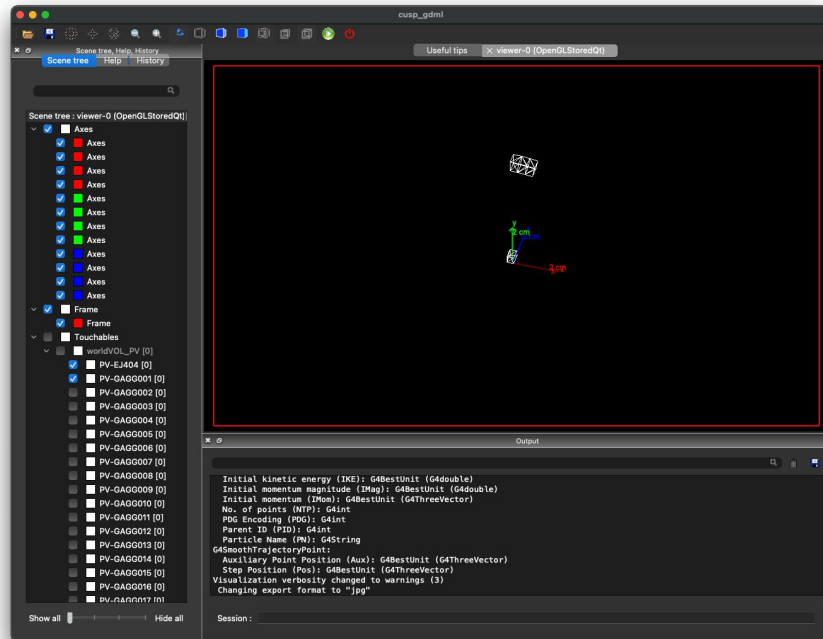 cusp_gdml
Scene tree, Help, History
Scene tree
Help
History
Useful tips
viewer-0 (OpenGLStoredQt)
Scene tree : viewer-0 (OpenGLStoredQt)
Axes
Axes
Axes
Axes
Axes
Axes
Axes
Axes
Axes
Axes
Axes
Axes
Axes
Frame
Frame
Touchables
worldVOL_PV [0]
PV-EJ404 [0]
PV-GAGG001 [0]
PV-GAGG002 [0]
PV-GAGG003 [0]
PV-GAGG004 [0]
PV-GAGG005 [0]
PV-GAGG006 [0]
PV-GAGG007 [0]
PV-GAGG008 [0]
PV-GAGG009 [0]
PV-GAGG010 [0]
PV-GAGG011 [0]
PV-GAGG012 [0]
PV-GAGG013 [0]
PV-GAGG014 [0]
PV-GAGG015 [0]
PV-GAGG016 [0]
PV-GAGG017 [0]
Show all
Hide all
y
2 cm
Output
Initial kinetic energy (IKE): G4BestUnit (G4double)
Initial momentum magnitude (IMag): G4BestUnit (G4double)
Initial momentum (IMom): G4BestUnit (G4ThreeVector)
No. of points (NTP): G4int
PDG Encoding (PDG): G4int
Parent ID (PID): G4int
Particle Name (PN): G4String
G4SmoothTrajectoryPoint:
Auxiliary Point Position (Aux): G4BestUnit (G4ThreeVector)
Step Position (Pos): G4BestUnit (G4ThreeVector)
Visualization verbosity changed to warnings (3)
Changing export format to "jpg"
Session :